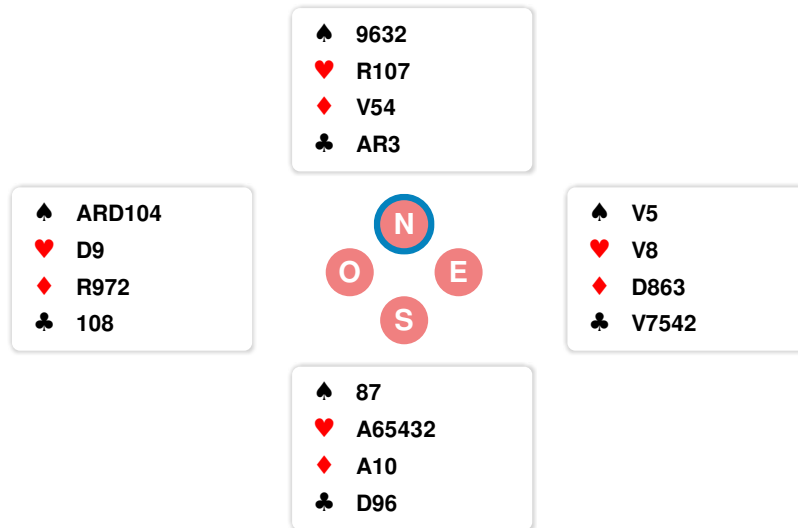 ♠ 9632
♥ R107
♦ V54
♣ AR3
♠ ARD104
♥ D9
♦ R972
♣ 108
N
O
E
S
♠ V5
♥ V8
♦ D863
♣ V7542
♠ 87
♥ A65432
♦ A10
♣ D96